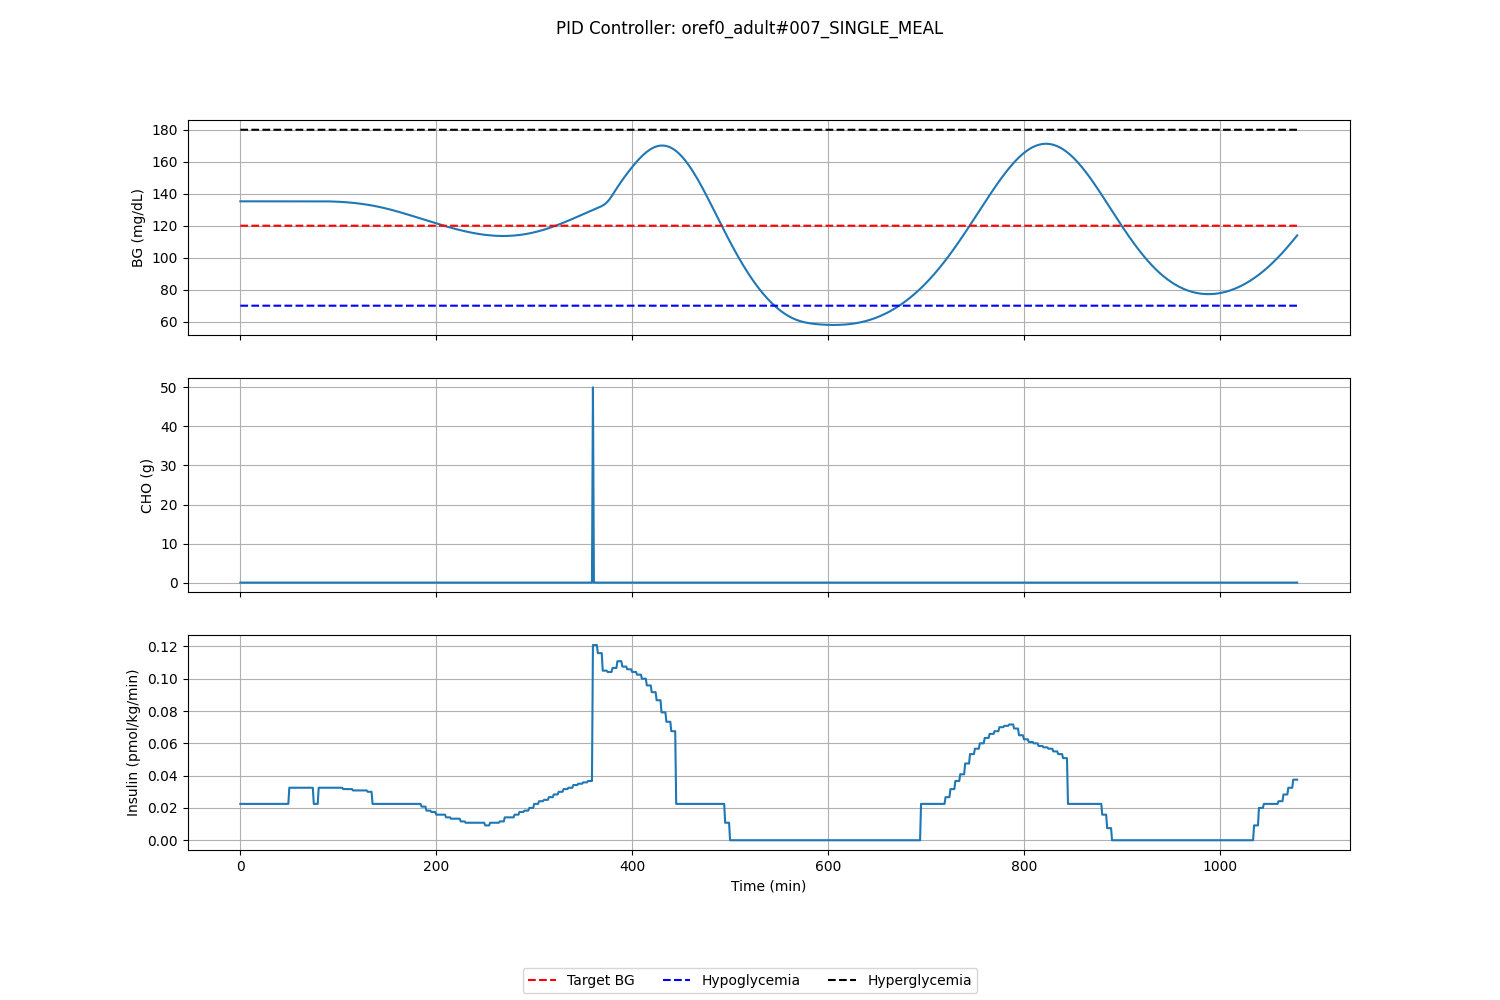 PID Controller: oref0_adult#007_SINGLE_MEAL
180
160
140
120
100
80
60
BG (mg/dL)
50
40
30
20
10
0
CHO (g)
0.12
0.10
0.08
0.06
0.04
0.02
0.00
Insulin (pmol/kg/min)
0 200 400 600 800 1000
Time (min)
Target BG Hypoglycemia Hyperglycemia